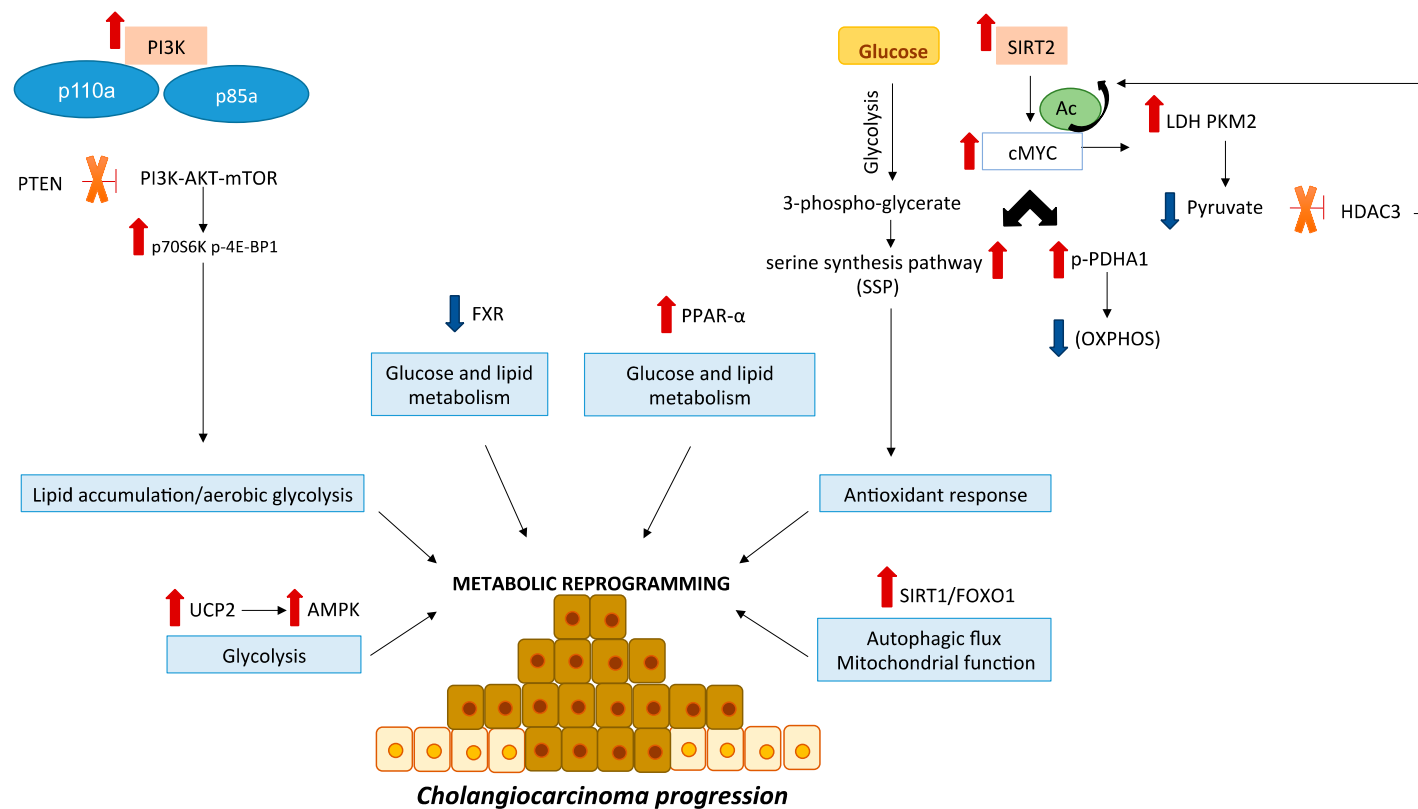 PI3K
p110a
p85a
PTEN
PI3K-AKT-mTOR
p70S6K p-4E-BP1
Lipid accumulation/aerobic glycolysis
UCP2
AMPK
Glycolysis
FXR
Glucose and lipid
metabolism
PPAR-α
Glucose and lipid
metabolism
Glucose
Glycolysis
3-phospho-glycerate
serine synthesis pathway
(SSP)
SIRT2
Ac
cMYC
LDH PKM2
Pyruvate
HDAC3
p-PDHA1
(OXPHOS)
Antioxidant response
SIRT1/FOXO1
Autophagic flux
Mitochondrial function
METABOLIC REPROGRAMMING
Cholangiocarcinoma progression